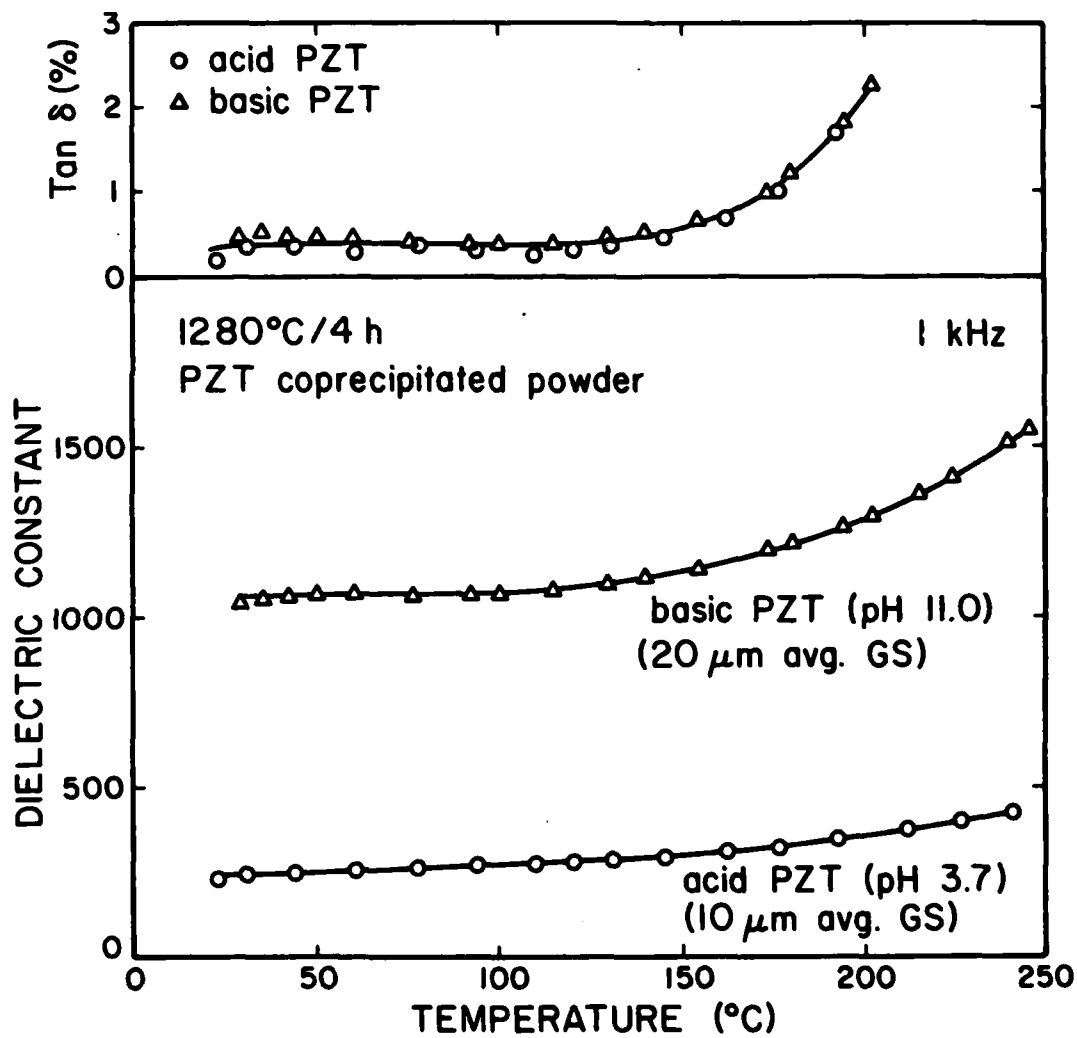 3
2
1
0
Tan δ (%)
o acid PZT
△ basic PZT
1280°C/4 h
1 kHz
PZT coprecipitated powder
DIELECTRIC CONSTANT
1500
1000
500
0
basic PZT (pH 11.0)
(20 μm avg. GS)
acid PZT (pH 3.7)
(10 μm avg. GS)
0 50 100 150 200 250
TEMPERATURE (°C)